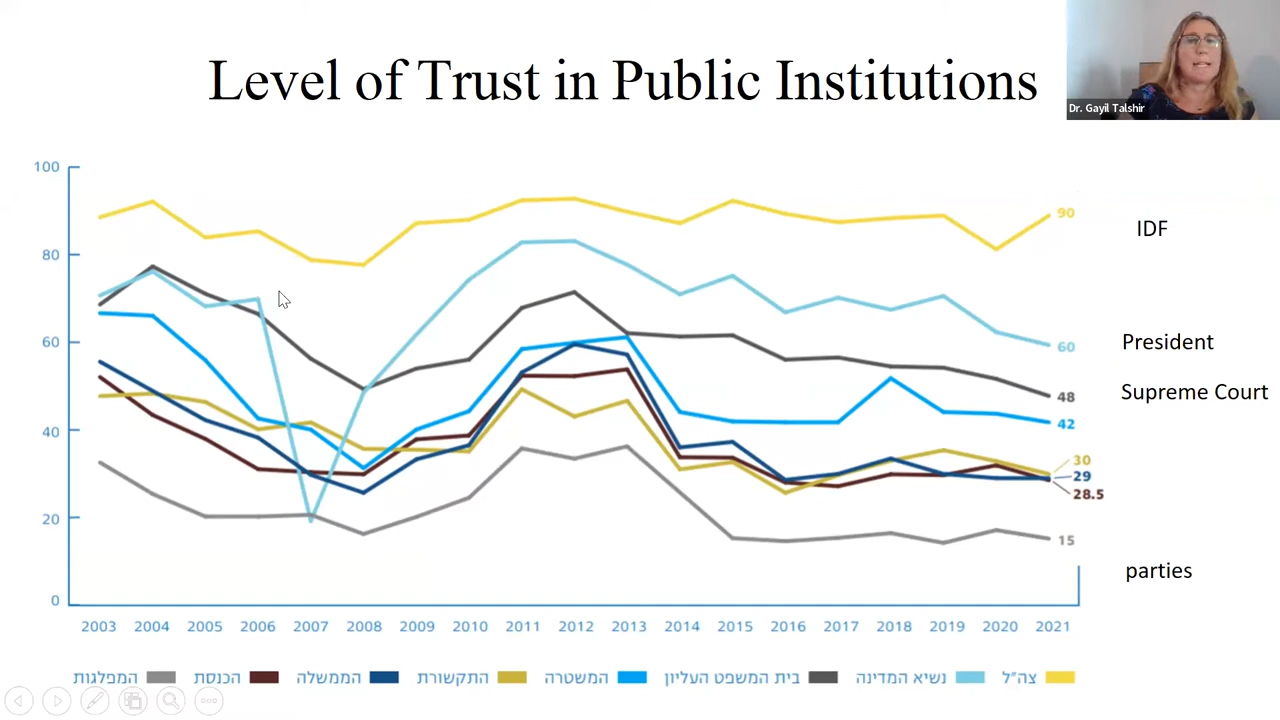 Level of Trust in Public Institutions
Dr. Gayil Talshir
100
80
60
40
20
0
90
60
48
42
30
29
28.5
15
IDF
President
Supreme Court
parties
2003 2004 2005 2006 2007 2008 2009 2010 2011 2012 2013 2014 2015 2016 2017 2018 2019 2020 2021
צה"ל נשיא המדינה בית המשפט העליון המשטרה התקשורת הממשלה הכנסת המפלגות